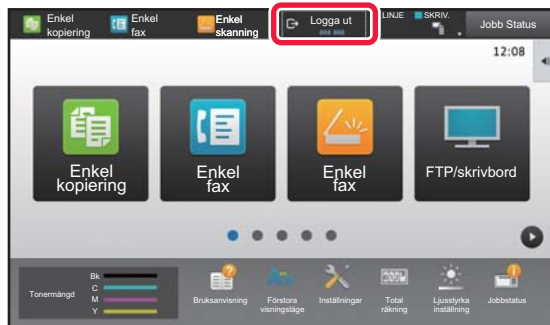 Enkel
kopiering
Enkel
fax
Enkel
skanning
Logga ut
LINJE
SKRIV.
Jobb Status
12:08
Enkel
kopiering
Enkel
fax
Enkel
fax
FTP/skrivbord
Tonermängd
Bk
C
M
Y
Bruksanvisning
Förstora
visningsläge
Inställningar
Total
räkning
Ljusstyrka
inställning
Jobbstatus